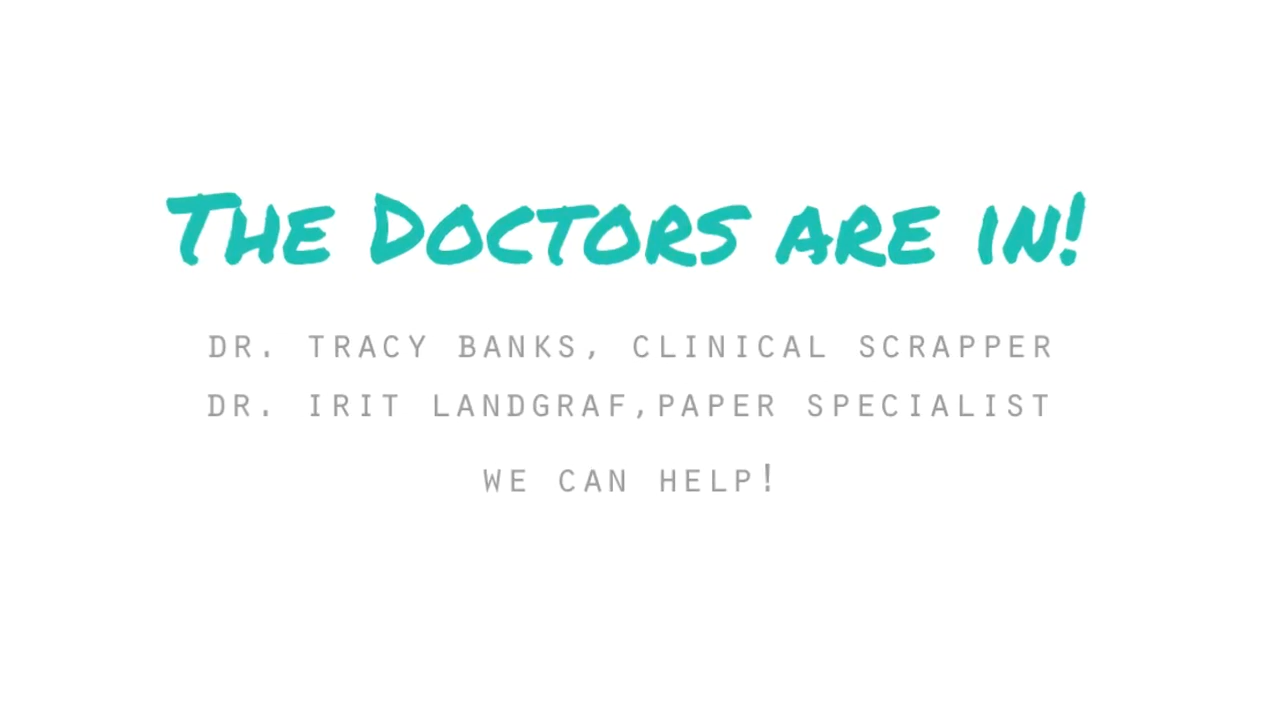 The Doctors are in!
DR. TRACY BANKS, CLINICAL SCRAPPER
DR. IRIT LANDGRAF,PAPER SPECIALIST
WE CAN HELP!